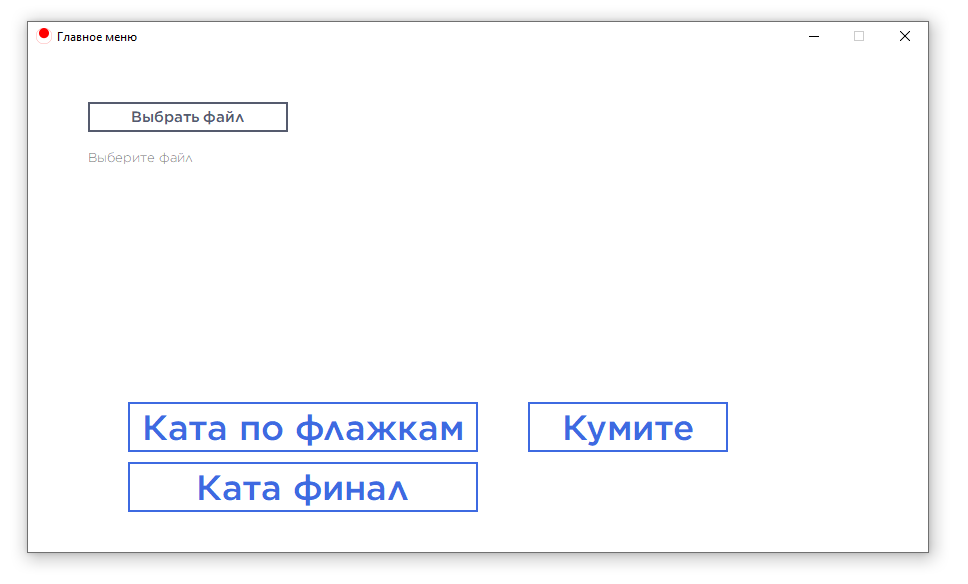 Главное меню
Выбрать файл
Выберите файл
Ката по флажкам
Кумите
Ката финал